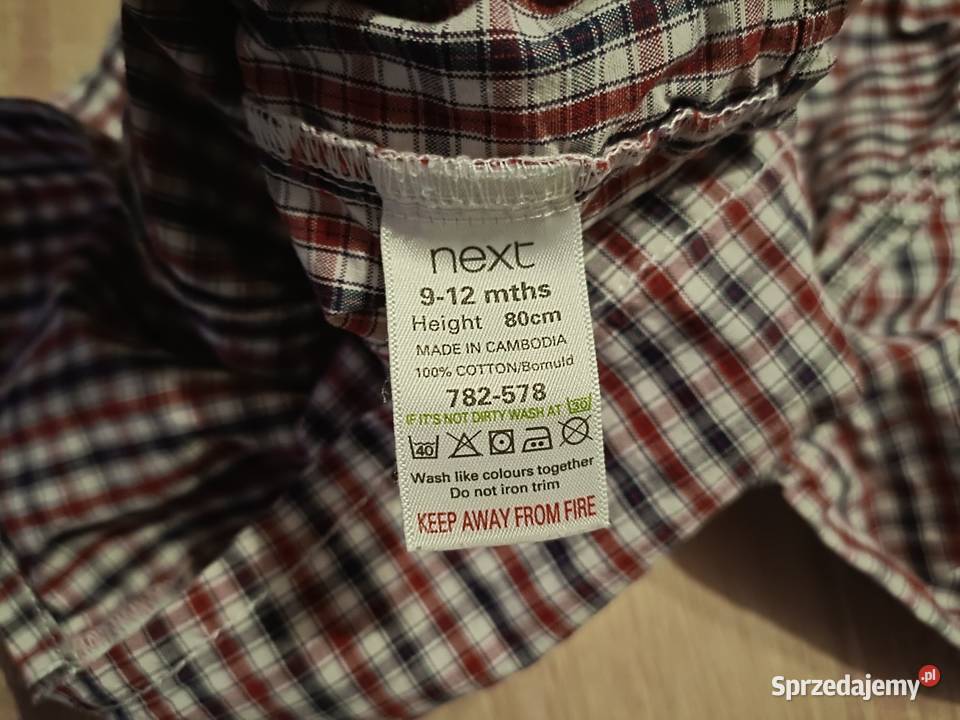 next
9-12 mths
Height 80cm
MADE IN CAMBODIA
100% COTTON/Bomuld
782-578
IF IT'S NOT DIRTY WASH AT 30
40
Wash like colours together
Do not iron trim
KEEP AWAY FROM FIRE
Sprzedajemy.pl